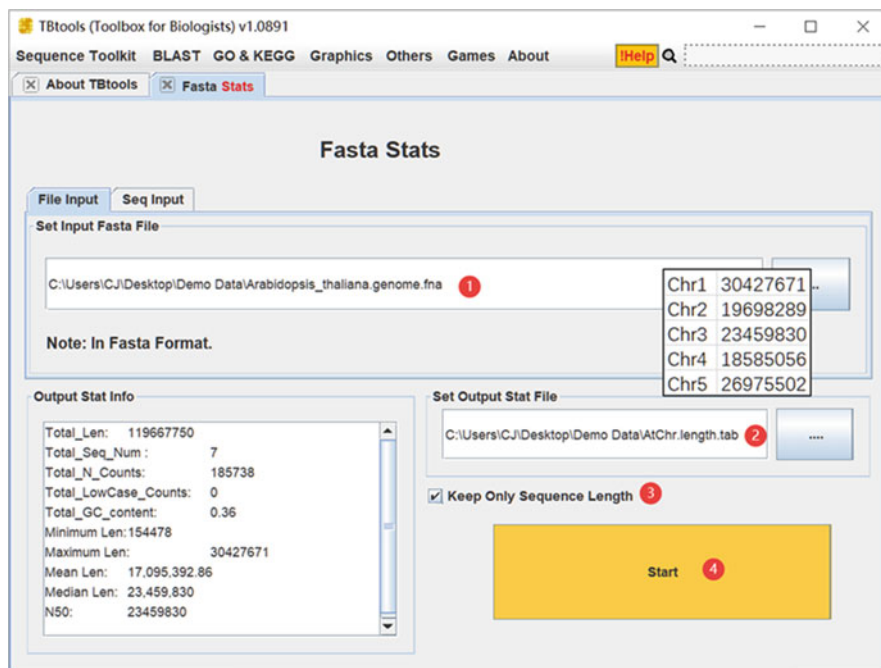 TBtools (Toolbox for Biologists) v1.0891
Sequence Toolkit BLAST GO & KEGG Graphics Others Games About !Help
About TBtools Fasta Stats
Fasta Stats
File Input Seq Input
Set Input Fasta File
C:\Users\CJ\Desktop\Demo Data\Arabidopsis_thaliana.genome.fna 1
..
Chr1 30427671
Chr2 19698289
Chr3 23459830
Chr4 18585056
Chr5 26975502
Note: In Fasta Format.
Output Stat Info
Total_Len: 119667750
Total_Seq_Num : 7
Total_N_Counts: 185738
Total_LowCase_Counts: 0
Total_GC_content: 0.36
Minimum Len:154478
Maximum Len: 30427671
Mean Len: 17,095,392.86
Median Len: 23,459,830
N50: 23459830
Set Output Stat File
C:\Users\CJ\Desktop\Demo Data\AtChr.length.tab 2
....
Keep Only Sequence Length 3
Start 4